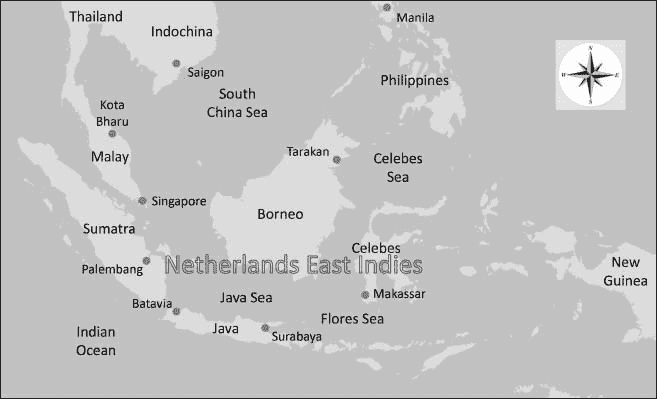 Thailand
Manila
Indochina
Saigon
Philippines
South
China Sea
Kota
Bharu
Malay
Tarakan
Celebes
Sea
Singapore
Borneo
Sumatra
Celebes
Palembang
Netherlands East Indies
New
Guinea
Batavia
Java Sea
Makassar
Flores Sea
Java
Surabaya
Indian
Ocean
N
W
E
S